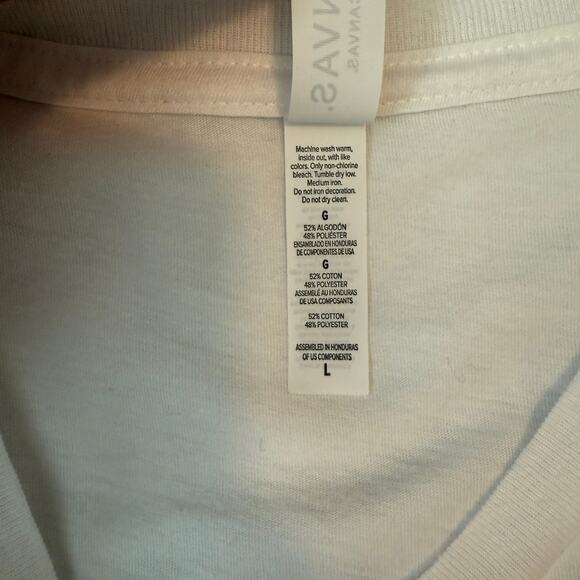 CANVAS.
NVAS.
Machine wash warm,
inside out, with like
colors. Only non-chlorine
bleach. Tumble dry low.
Medium iron.
Do not iron decoration.
Do not dry clean.
G
52% ALGODÓN
48% POLIÉSTER
ENSAMBLADO EN HONDURAS
DE COMPONENTES DE USA
G
52% COTON
48% POLYESTER
ASSEMBLÉ AU HONDURAS
DE USA COMPOSANTS
52% COTTON
48% POLYESTER
ASSEMBLED IN HONDURAS
OF US COMPONENTS
L